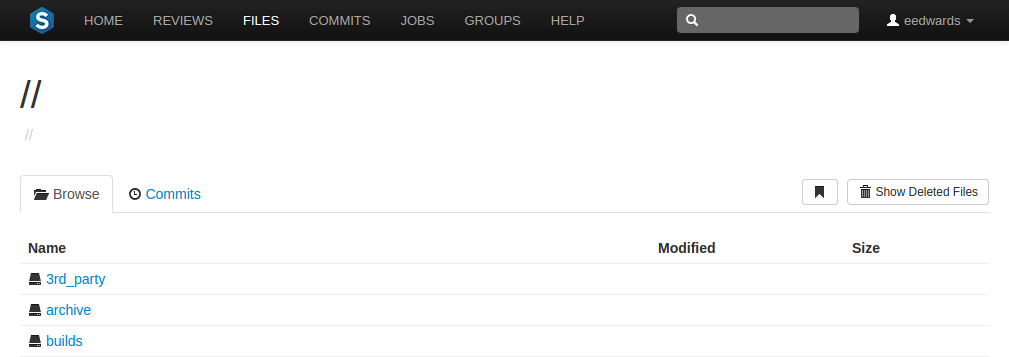 S HOME REVIEWS FILES COMMITS JOBS GROUPS HELP eedwards
//
//
Browse Commits Show Deleted Files
Name Modified Size
3rd_party
archive
builds